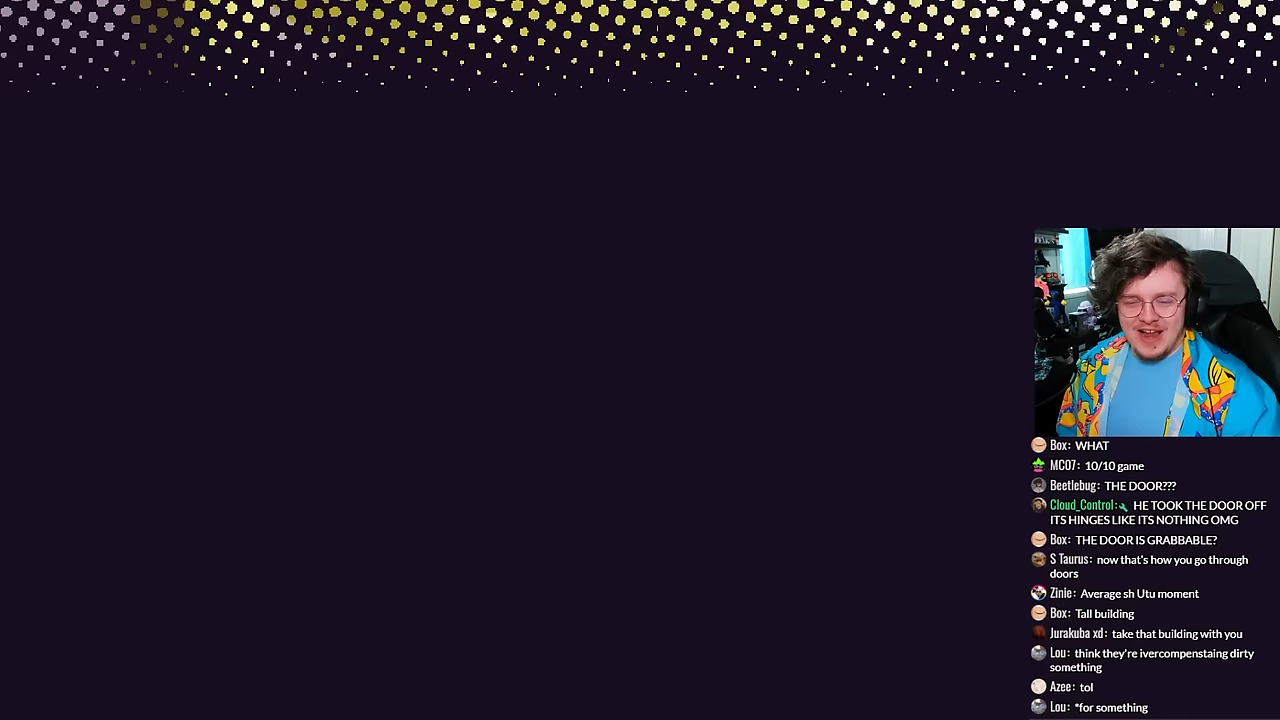 Box: WHAT
MC07: 10/10 game
Beetlebug: THE DOOR???
Cloud_Control: HE TOOK THE DOOR OFF
ITS HINGES LIKE ITS NOTHING OMG
Box: THE DOOR IS GRABBABLE?
S Taurus: now that's how you go through
doors
Zinie: Average sh Utu moment
Box: Tall building
Jurakuba xd: take that building with you
Lou: think they're ivercompenstaing dirty
something
Azee: tol
Lou: *for something